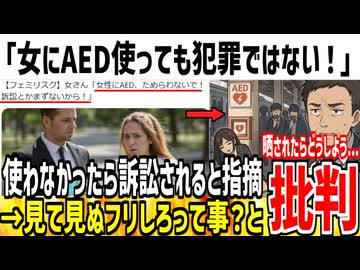 「女にAED使っても犯罪ではない！」
【フェミリスク】女さん「女性にAED、ためらわないで！
訴訟とかまずないから！」
AED
晒されたらどうしよう…
使わなかったら訴訟されると指摘
→見て見ぬフリしろって事？と
批判